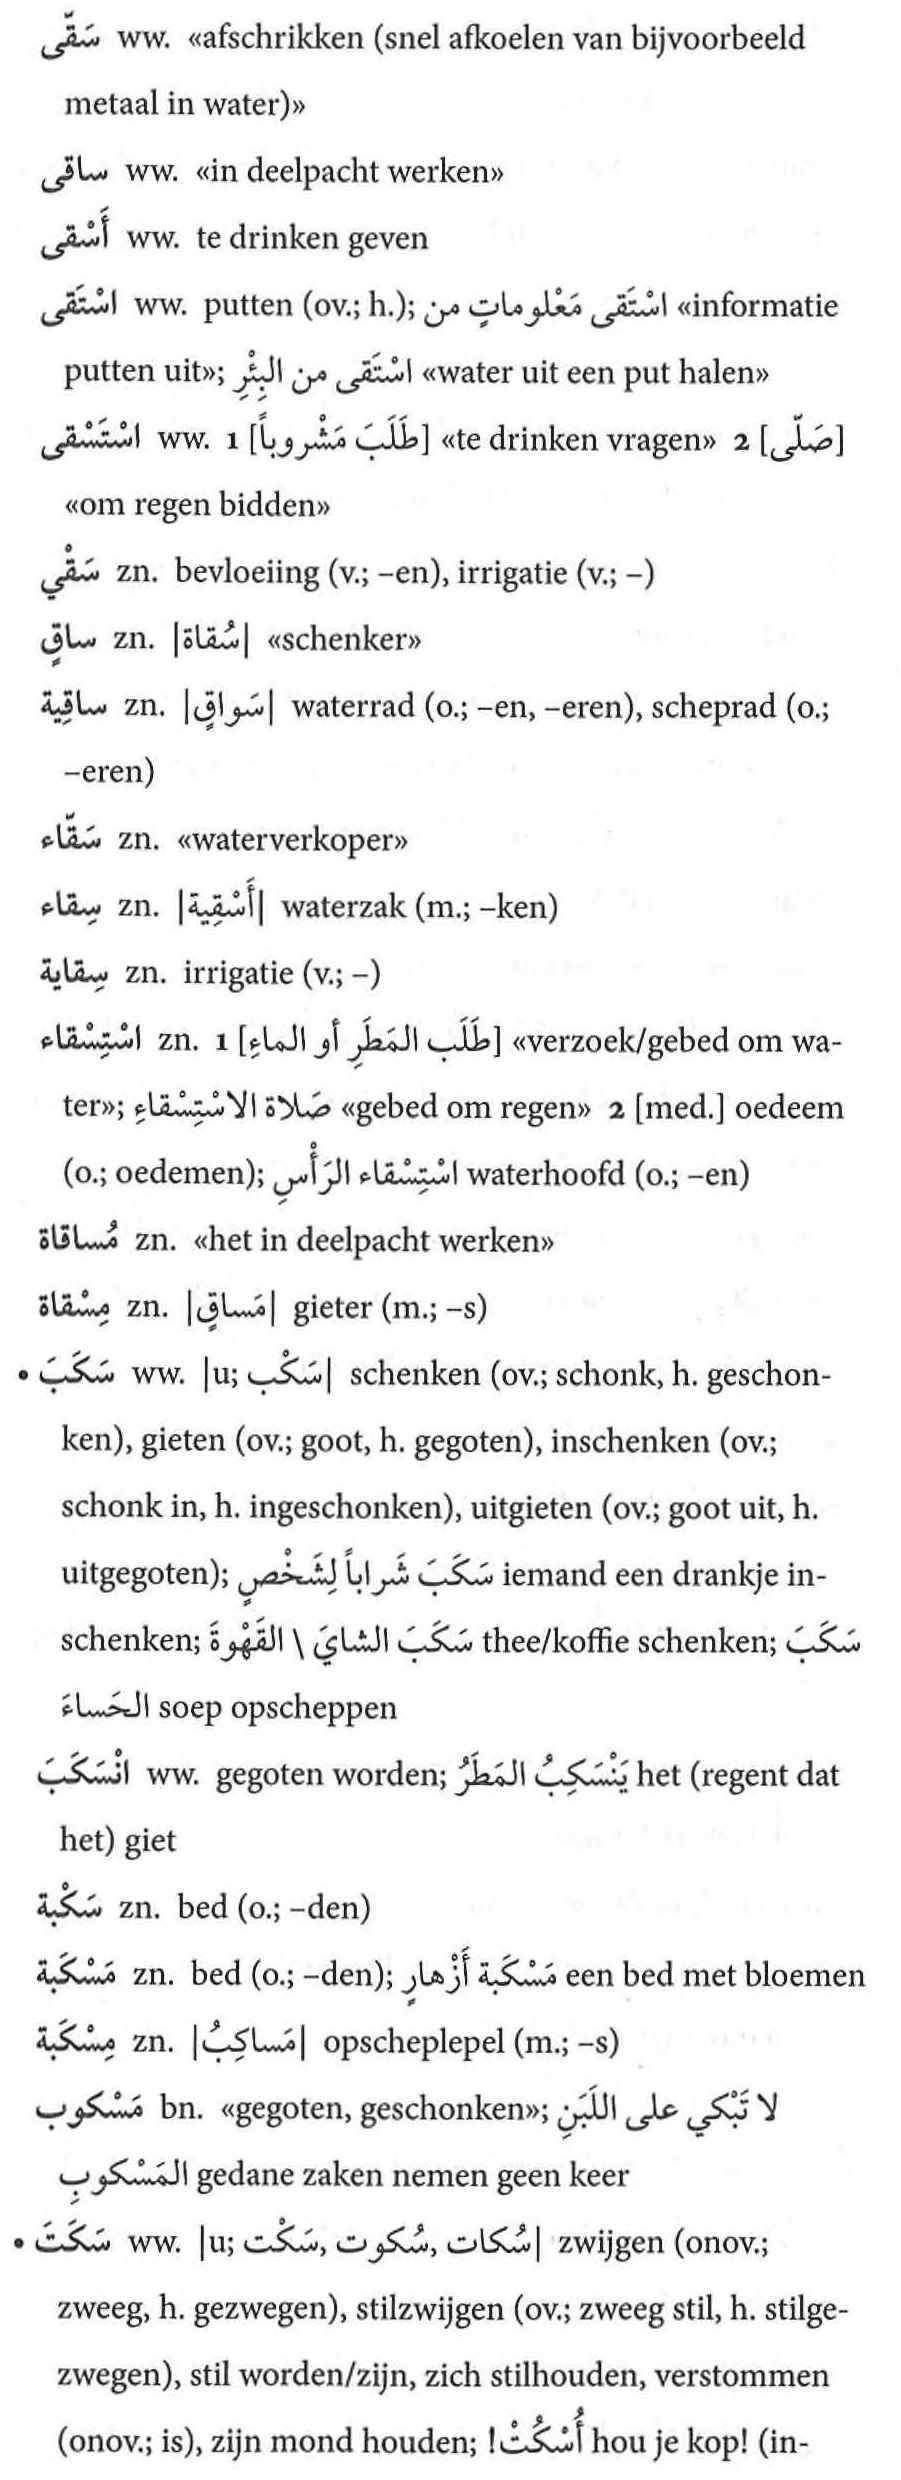 سَقّى ww. «afschrikken (snel afkoelen van bijvoorbeeld
metaal in water)»
ساقى ww. «in deelpacht werken»
أَسْقى ww. te drinken geven
اسْتَقى ww. putten (ov.; h.); اسْتَقى مَعْلوماتٍ من «informatie
putten uit»; اسْتَقى من البِئْرِ «water uit een put halen»
اسْتَسْقى ww. 1 [طَلَبَ مَشْروباً] «te drinken vragen» 2 [صَلّى]
«om regen bidden»
سَقْي zn. bevloeiing (v.; –en), irrigatie (v.; –)
ساقٍ zn. |سُقاة| «schenker»
ساقِية zn. |سَواقٍ| waterrad (o.; –en, –eren), scheprad (o.;
–eren)
سَقّاء zn. «waterverkoper»
سِقاء zn. |أَسْقِية| waterzak (m.; –ken)
سِقاية zn. irrigatie (v.; –)
اسْتِسْقاء zn. 1 [طَلَب المَطَرِ أو الماءِ] «verzoek/gebed om wa-
ter»; صَلاة الاسْتِسْقاءِ «gebed om regen» 2 [med.] oedeem
(o.; oedemen); اسْتِسْقاء الرَأْسِ waterhoofd (o.; –en)
مُساقاة zn. «het in deelpacht werken»
مِسْقاة zn. |مَساقٍ| gieter (m.; –s)
• سَكَبَ ww. |u; سَكْب| schenken (ov.; schonk, h. geschon-
ken), gieten (ov.; goot, h. gegoten), inschenken (ov.;
schonk in, h. ingeschonken), uitgieten (ov.; goot uit, h.
uitgegoten); سَكَبَ شَراباً لِشَخْصٍ iemand een drankje in-
schenken; سَكَبَ الشايَ \ القَهْوةَ thee/koffie schenken; سَكَبَ
الحَساءَ soep opscheppen
انْسَكَبَ ww. gegoten worden; يَنْسَكِبُ المَطَرُ het (regent dat
het) giet
سَكْبة zn. bed (o.; –den)
مَسْكَبة zn. bed (o.; –den); مَسْكَبة أَزْهارٍ een bed met bloemen
مِسْكَبة zn. |مَساكِبُ| opscheplepel (m.; –s)
مَسْكوب bn. «gegoten, geschonken»; لا تَبْكي على اللَبَنِ
المَسْكوبِ gedane zaken nemen geen keer
• سَكَتَ ww. |u; سَكْت, سُكوت, سُكات| zwijgen (onov.;
zweeg, h. gezwegen), stilzwijgen (ov.; zweeg stil, h. stilge-
zwegen), stil worden/zijn, zich stilhouden, verstommen
(onov.; is), zijn mond houden; أُسْكُتْ! hou je kop! (in-